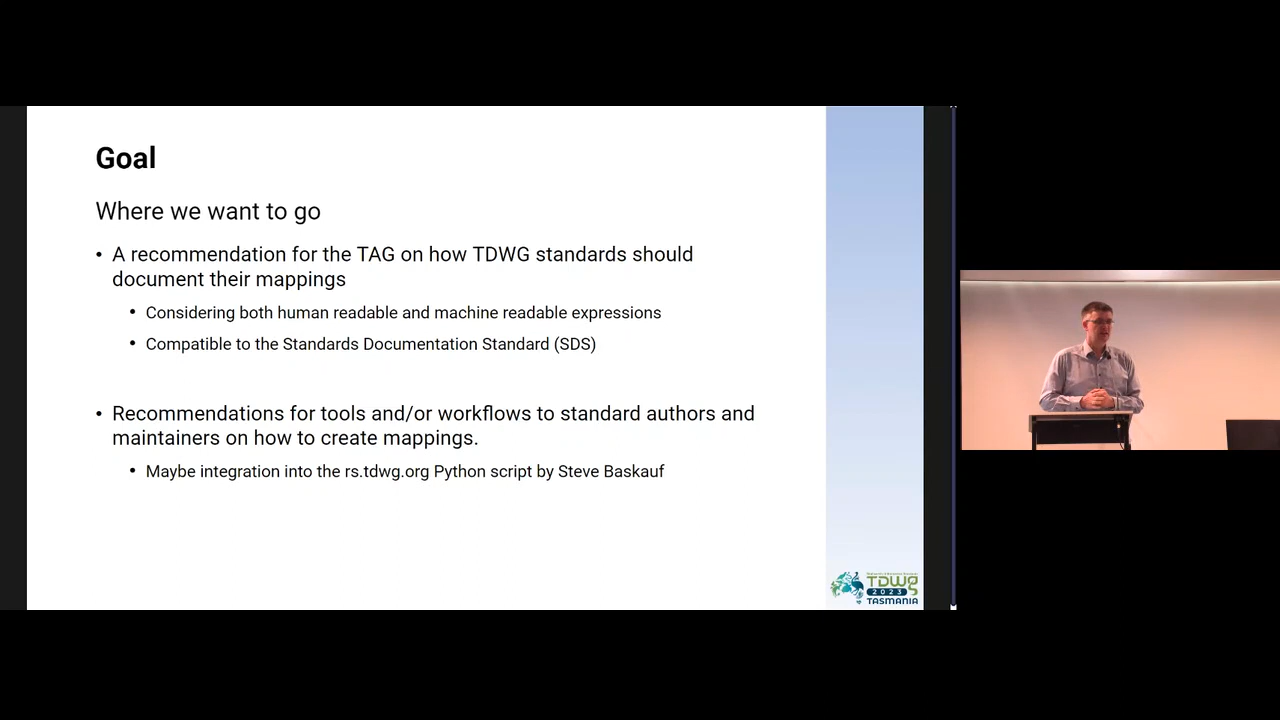 Goal
Where we want to go
• A recommendation for the TAG on how TDWG standards should
document their mappings
• Considering both human readable and machine readable expressions
• Compatible to the Standards Documentation Standard (SDS)
• Recommendations for tools and/or workflows to standard authors and
maintainers on how to create mappings.
• Maybe integration into the rs.tdwg.org Python script by Steve Baskauf
TDWG
2023
TASMANIA